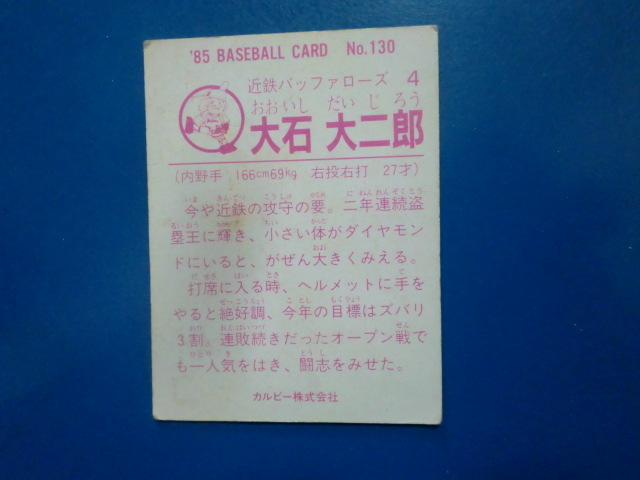 '85 BASEBALL CARD No.130
近鉄バッファローズ 4
おおいし だいじろう
大石 大二郎
(内野手 166cm69kg 右投右打 27才)
今や近鉄の攻守の要。二年連続盗
塁王に輝き、小さい体がダイヤモン
ドにいると、がぜん大きくみえる。
打席に入る時、ヘルメットに手を
やると絶好調、今年の目標はズバリ
3割。連敗続きだったオープン戦で
も一人気をはき、闘志をみせた。
カルビー株式会社